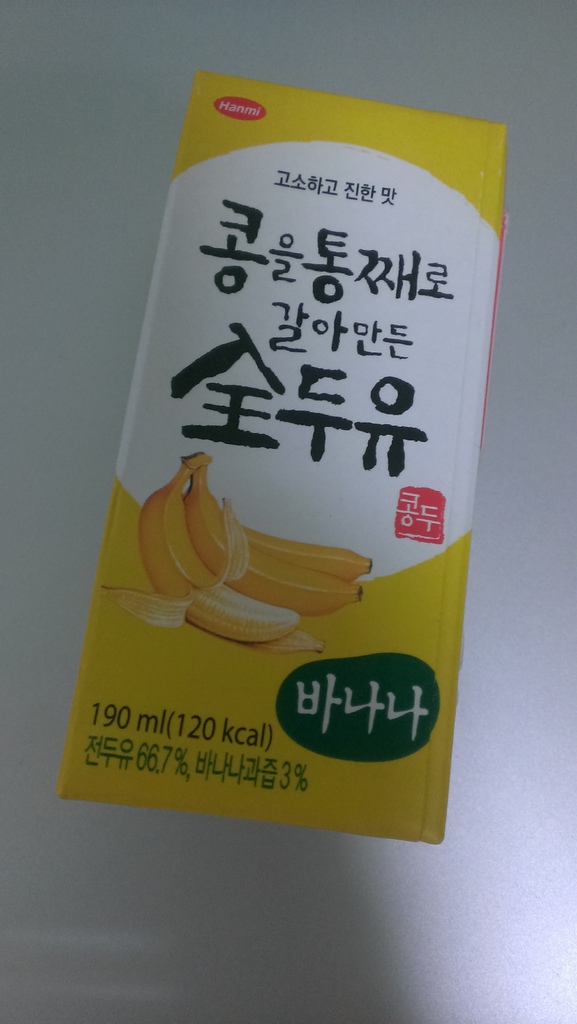 Hanmi
고소하고 진한 맛
콩을 통째로
갈아만든
全두유
콩두
바나나
190 ml(120 kcal)
전두유 66.7%, 바나나과즙 3%